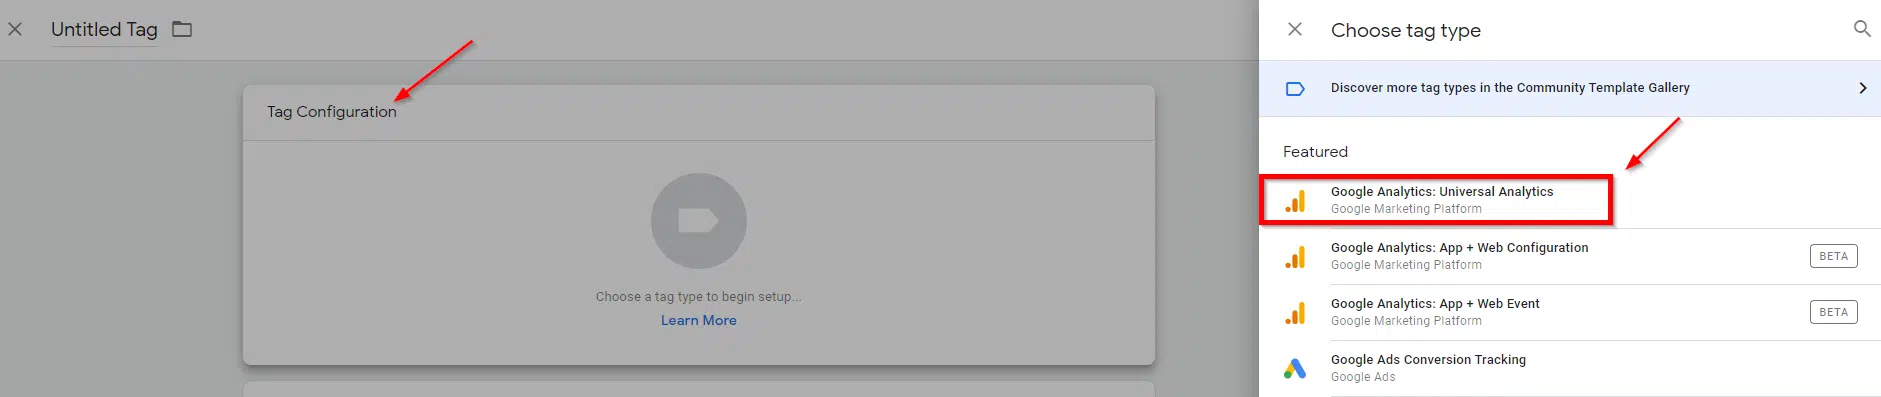 Untitled Tag
Tag Configuration
Choose a tag type to begin setup...
Learn More
Choose tag type
Discover more tag types in the Community Template Gallery
Featured
Google Analytics: Universal Analytics
Google Marketing Platform
Google Analytics: App + Web Configuration
Google Marketing Platform
BETA
Google Analytics: App + Web Event
Google Marketing Platform
BETA
Google Ads Conversion Tracking
Google Ads